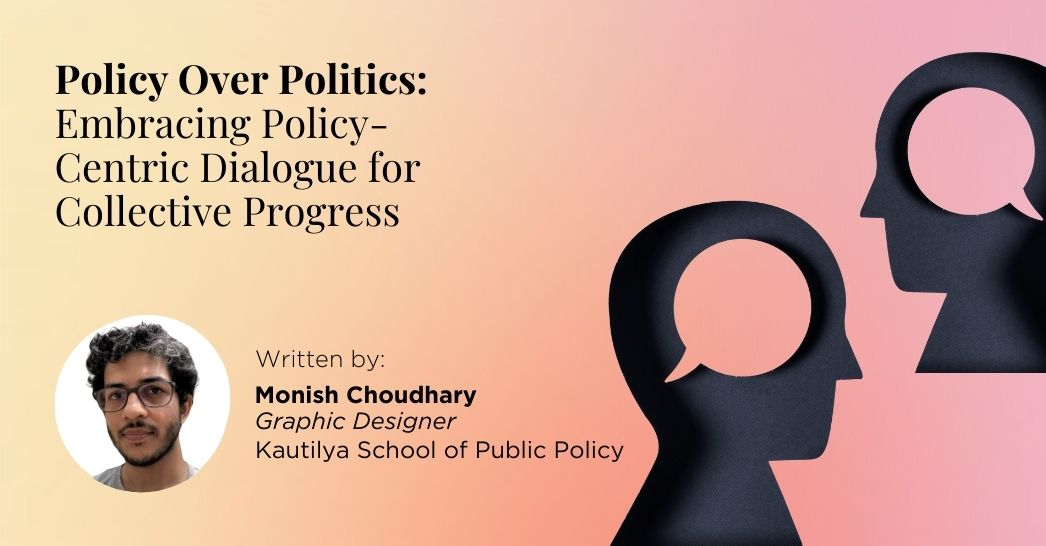 Policy Over Politics:
Embracing Policy-
Centric Dialogue for
Collective Progress
Written by:
Monish Choudhary
Graphic Designer
Kautilya School of Public Policy